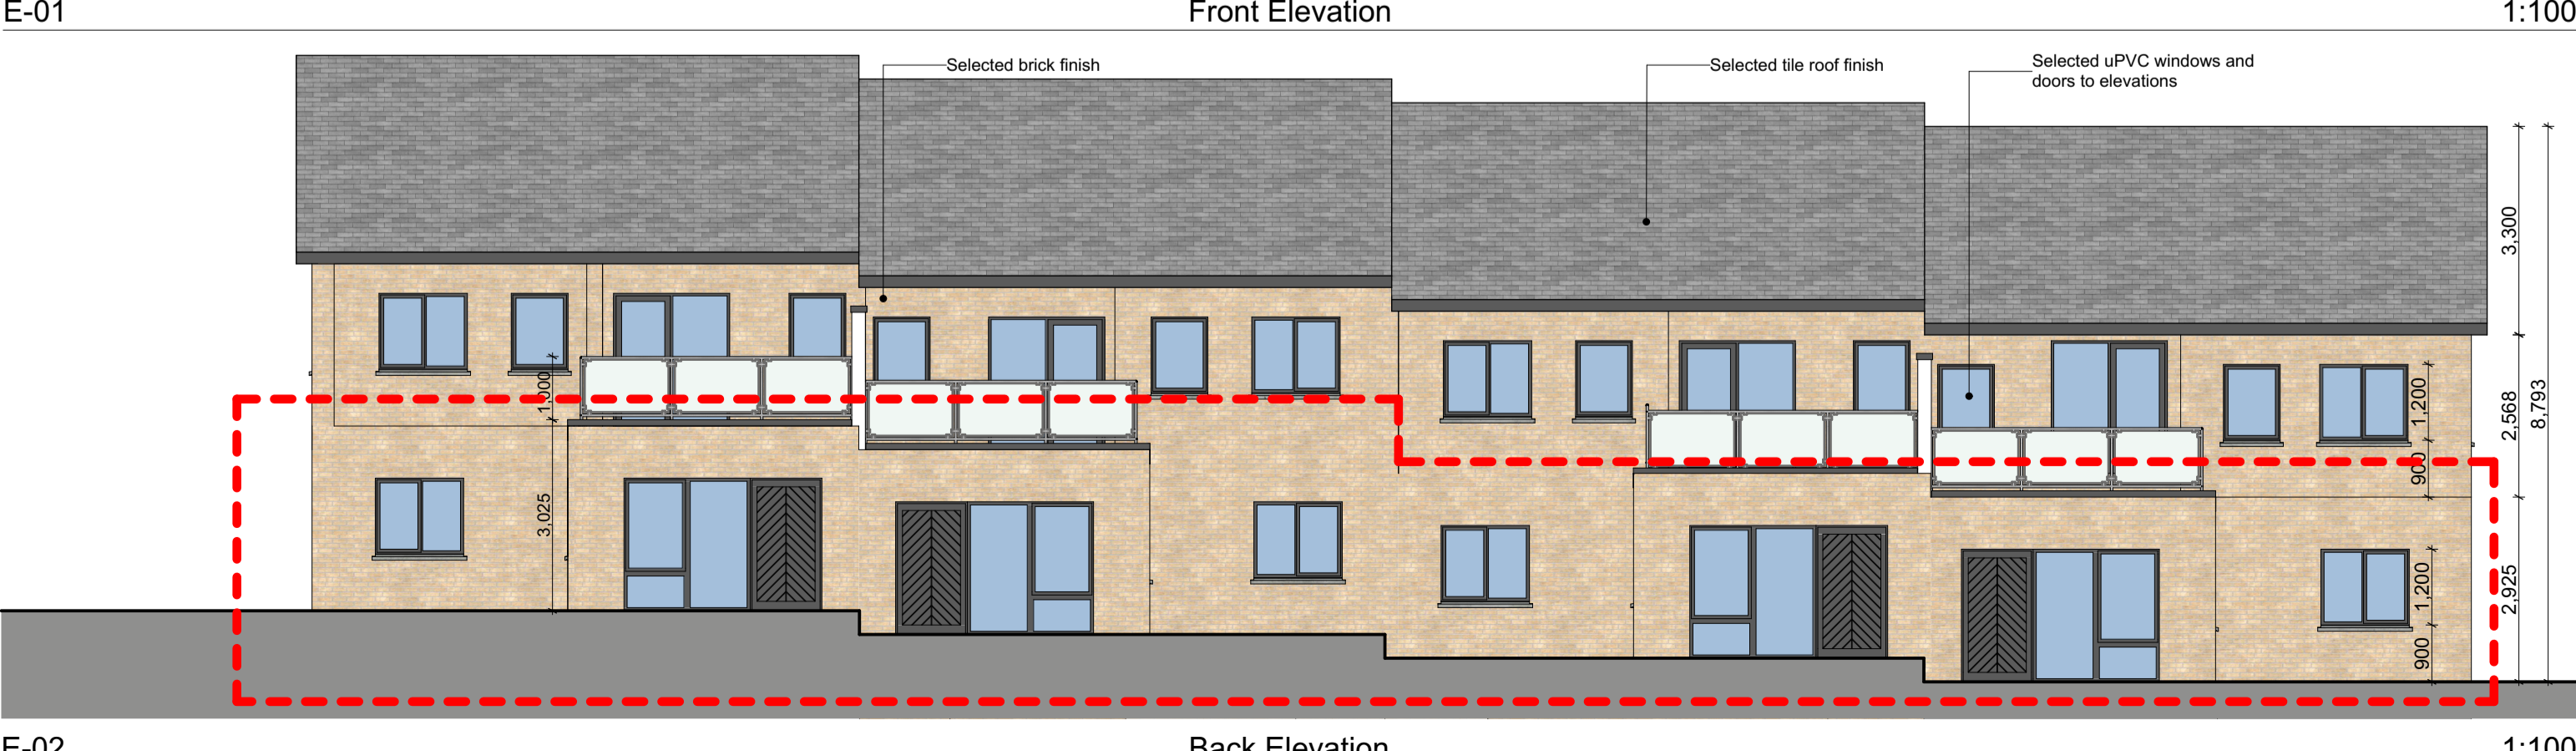 E-01 Front Elevation 1:100
Selected brick finish
Selected tile roof finish
Selected uPVC windows and
doors to elevations
1,000
3,025
1,200
900
1,200
900
3,300
2,568
2,925
8,793
E-02 Back Elevation 1:100